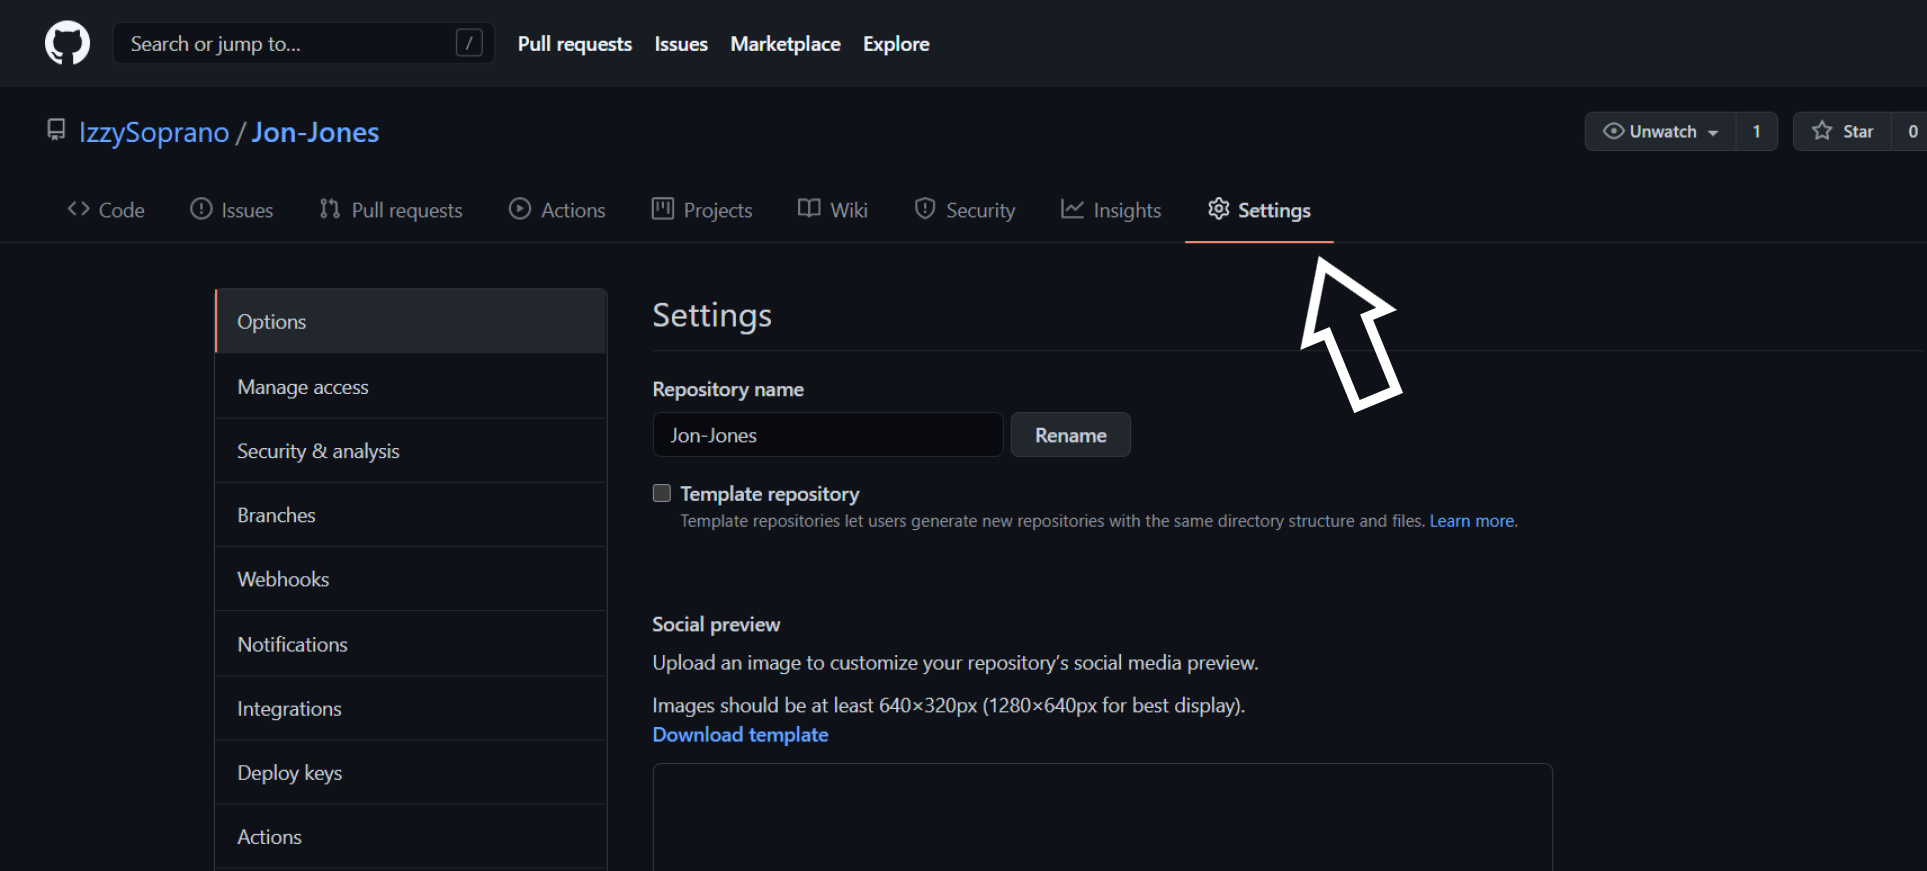 Search or jump to... /
Pull requests Issues Marketplace Explore
IzzySoprano / Jon-Jones
Unwatch 1 Star 0
Code Issues Pull requests Actions Projects Wiki Security Insights Settings
Options
Manage access
Security & analysis
Branches
Webhooks
Notifications
Integrations
Deploy keys
Actions
Settings
Repository name
Jon-Jones Rename
Template repository
Template repositories let users generate new repositories with the same directory structure and files. Learn more.
Social preview
Upload an image to customize your repository’s social media preview.
Images should be at least 640×320px (1280×640px for best display).
Download template